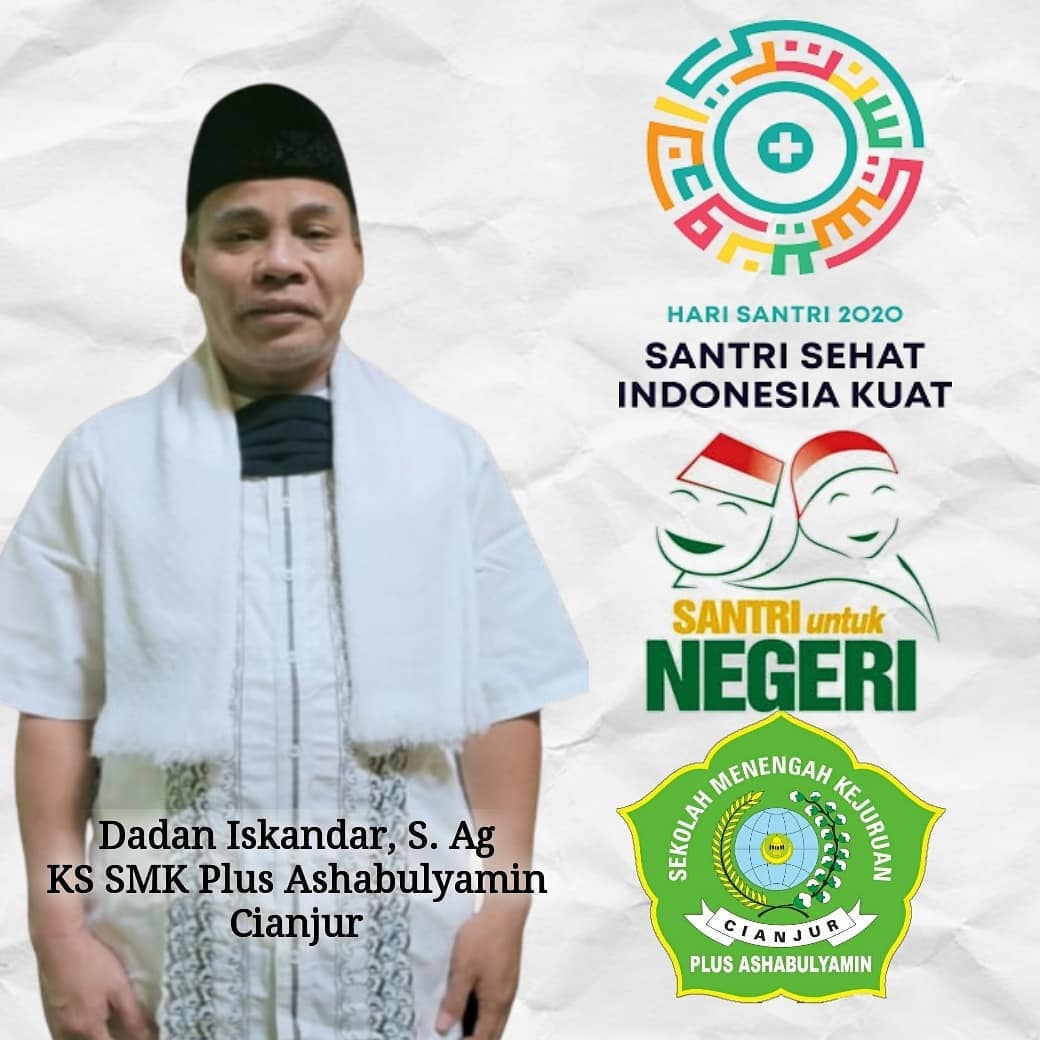 HARI SANTRI 2020
SANTRI SEHAT
INDONESIA KUAT
SANTRI untuk
NEGERI
SEKOLAH MENENGAH KEJURUAN
CIANJUR
PLUS ASHABULYAMIN
Dadan Iskandar, S. Ag
KS SMK Plus Ashabulyamin
Cianjur